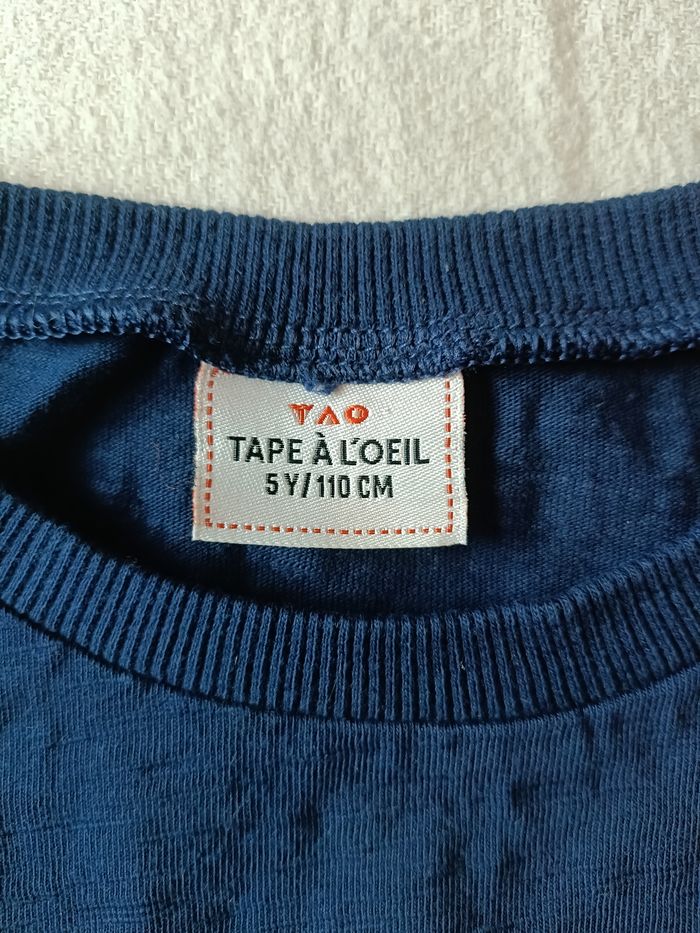 TAO
TAPE À L'OEIL
5 Y/110 CM